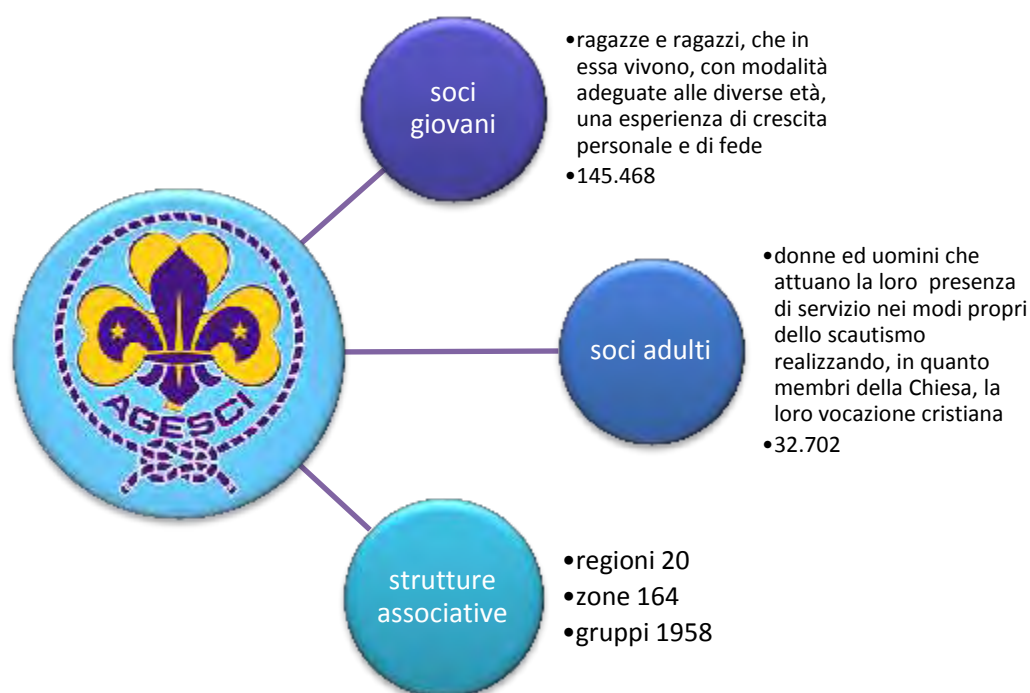 soci
giovani
•ragazze e ragazzi, che in
essa vivono, con modalità
adeguate alle diverse età,
una esperienza di crescita
personale e di fede
•145.468
AGESCI
soci adulti
•donne ed uomini che
attuano la loro presenza
di servizio nei modi propri
dello scautismo
realizzando, in quanto
membri della Chiesa, la
loro vocazione cristiana
•32.702
strutture
associative
•regioni 20
•zone 164
•gruppi 1958